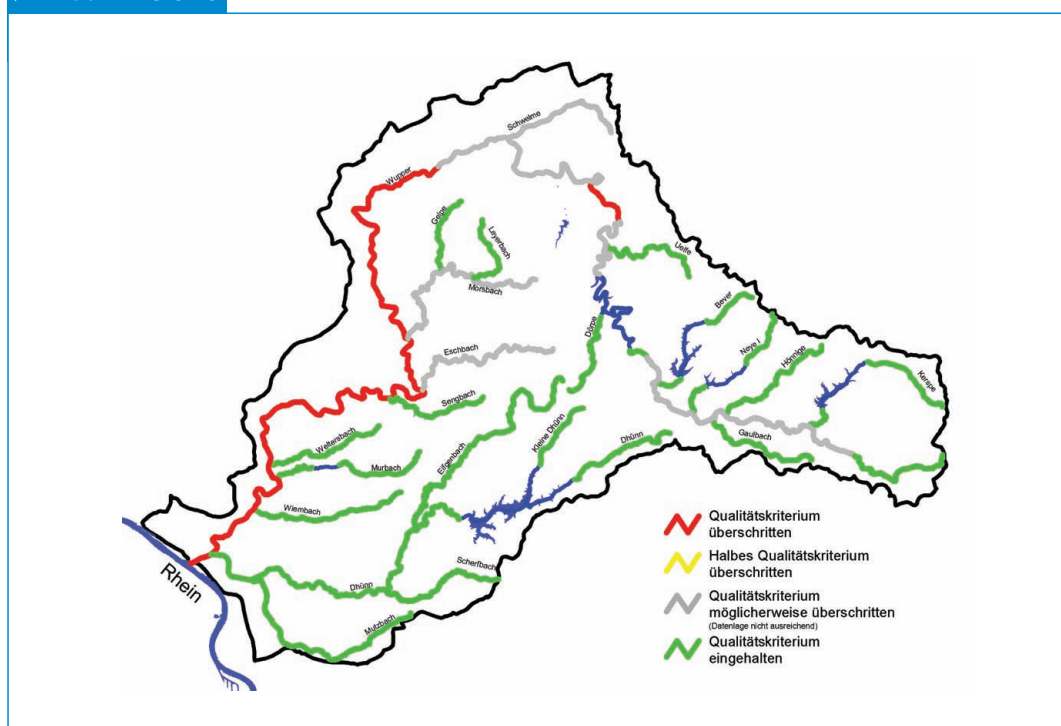 Schwelme
Wupper
Gelpe
Leyerbach
Morsbach
Uelfe
Bever
Neye I
Hönnige
Kerspe
Dörpe
Eschbach
Sengbach
Gaulbach
Weltersbach
Murbach
Eifgenbach
Kleine Dhünn
Dhünn
Wiembach
Scherfbach
Dhünn
Mutzbach
Rhein
Qualitätskriterium
überschritten
Halbes Qualitätskriterium
überschritten
Qualitätskriterium
möglicherweise überschritten
(Datenlage nicht ausreichend)
Qualitätskriterium
eingehalten